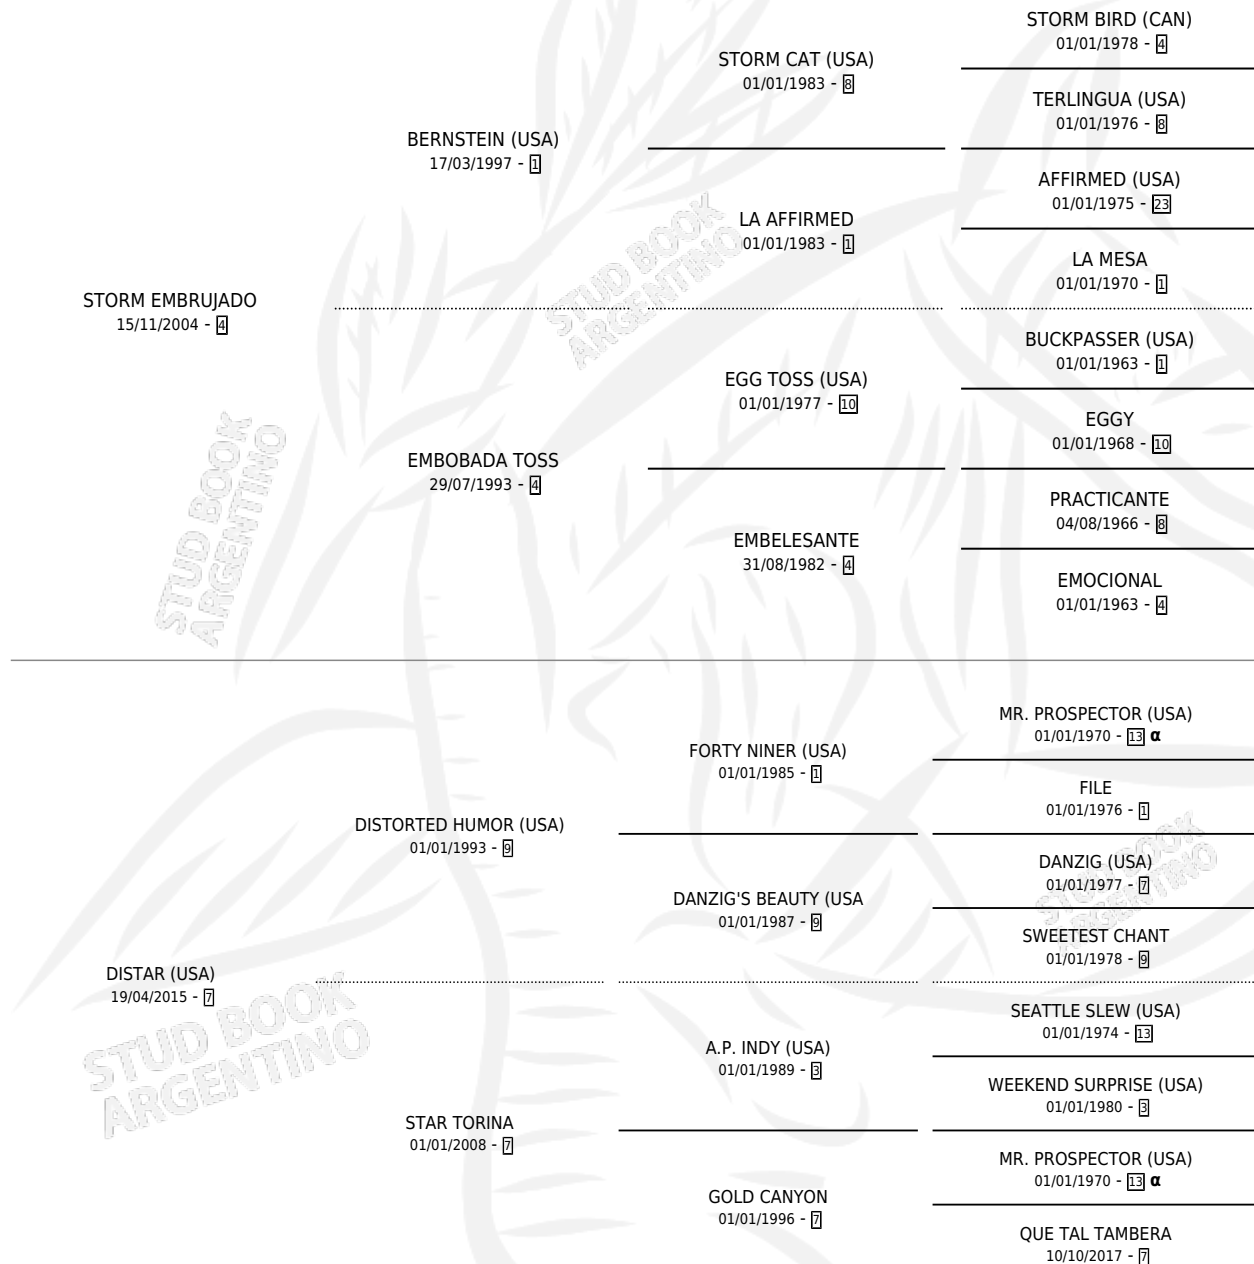 STORM BIRD (CAN)
01/01/1978 - 4
STORM CAT (USA)
01/01/1983 - 8
TERLINGUA (USA)
01/01/1976 - 8
BERNSTEIN (USA)
17/03/1997 - 1
AFFIRMED (USA)
01/01/1975 - 23
LA AFFIRMED
01/01/1983 - 1
LA MESA
01/01/1970 - 1
STORM EMBRUJADO
15/11/2004 - 4
BUCKPASSER (USA)
01/01/1963 - 1
EGG TOSS (USA)
01/01/1977 - 10
EGGY
01/01/1968 - 10
EMBOBADA TOSS
29/07/1993 - 4
PRACTICANTE
04/08/1966 - 8
EMBELESANTE
31/08/1982 - 4
EMOCIONAL
01/01/1963 - 4
MR. PROSPECTOR (USA)
01/01/1970 - 13 α
FORTY NINER (USA)
01/01/1985 - 1
FILE
01/01/1976 - 1
DISTORTED HUMOR (USA)
01/01/1993 - 9
DANZIG (USA)
01/01/1977 - 7
DANZIG'S BEAUTY (USA
01/01/1987 - 9
SWEETEST CHANT
01/01/1978 - 9
DISTAR (USA)
19/04/2015 - 7
SEATTLE SLEW (USA)
01/01/1974 - 13
A.P. INDY (USA)
01/01/1989 - 3
WEEKEND SURPRISE (USA)
01/01/1980 - 3
STAR TORINA
01/01/2008 - 7
MR. PROSPECTOR (USA)
01/01/1970 - 13 α
GOLD CANYON
01/01/1996 - 7
QUE TAL TAMBERA
10/10/2017 - 7
STUD BOOK
ARGENTINO
STUD BOOK
ARGENTINO
STUD BOOK
ARGENTINO
STUD BOOK
ARGENTINO